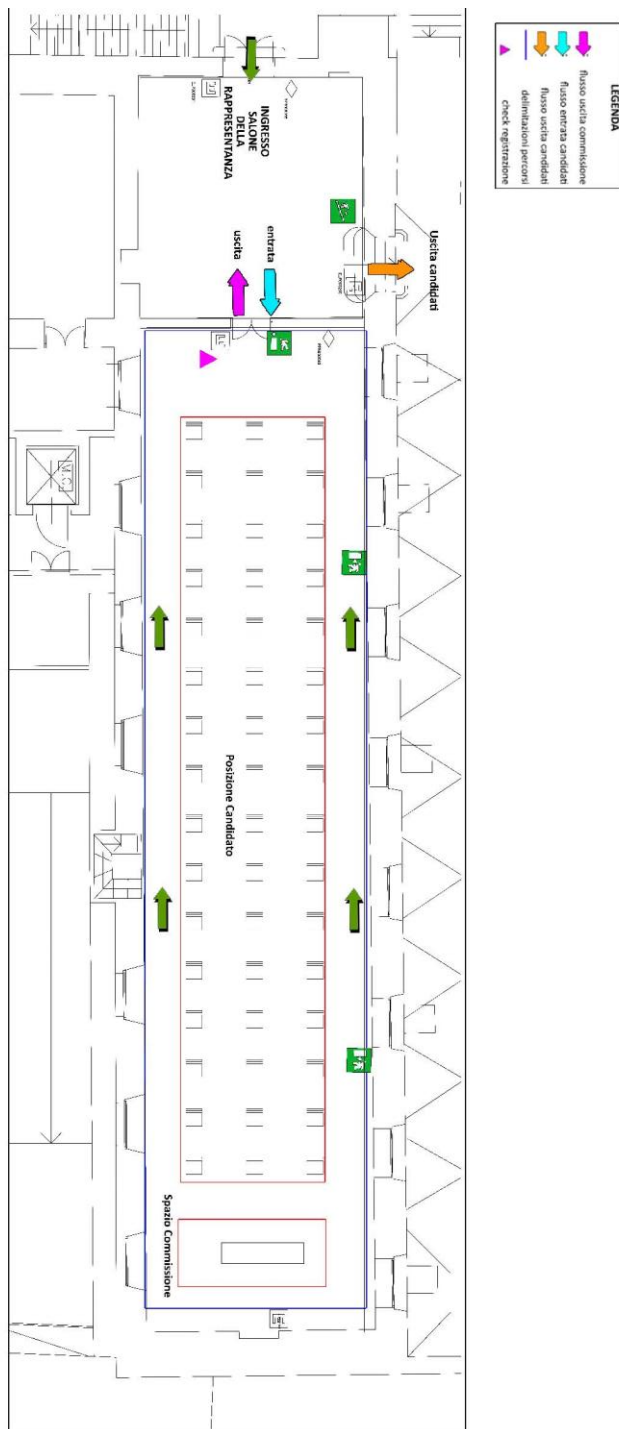 LEGENDA
flusso uscita commissione
flusso entrata candidati
flusso uscita candidati
delimitazioni percorsi
check registrazione
INGRESSO
SALONE
DELLA
RAPPRESENTANZA
entrata
uscita
Uscita candidati
Posizione Candidato
Spazio Commissione